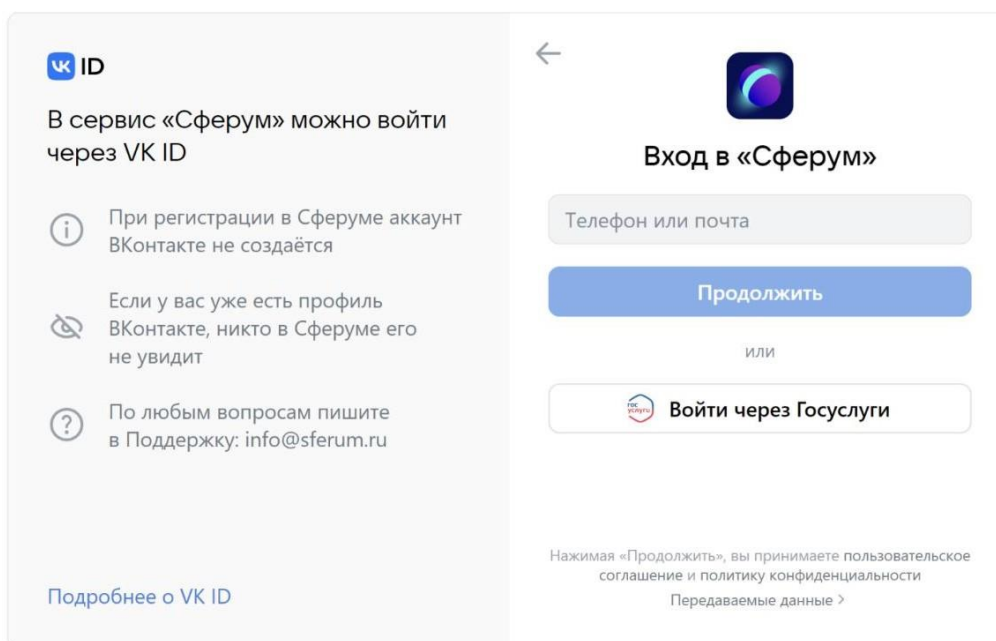 VK ID
В сервис «Сферум» можно войти
через VK ID
При регистрации в Сферуме аккаунт
ВКонтакте не создаётся
Если у вас уже есть профиль
ВКонтакте, никто в Сферуме его
не увидит
По любым вопросам пишите
в Поддержку: info@sferum.ru
Подробнее о VK ID
Вход в «Сферум»
Телефон или почта
Продолжить
или
гос
услуги
Войти через Госуслуги
Нажимая «Продолжить», вы принимаете пользовательское
соглашение и политику конфиденциальности
Передаваемые данные >